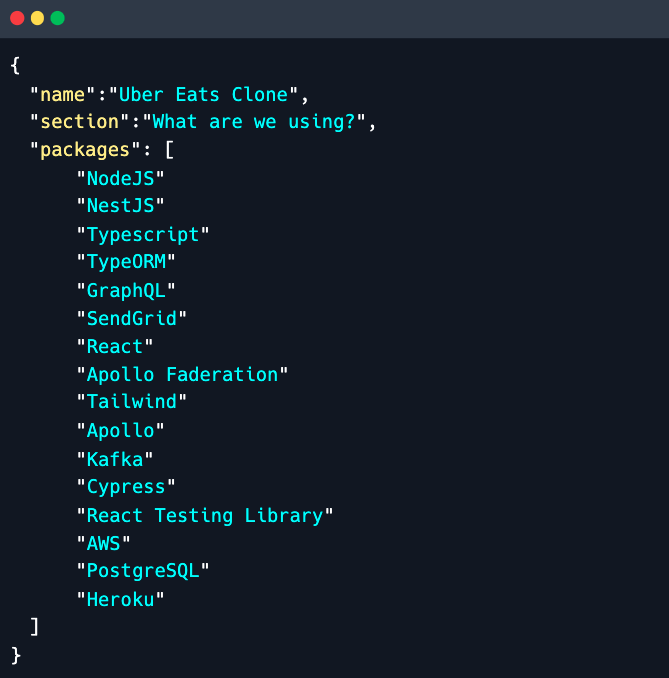 {
"name":"Uber Eats Clone",
"section":"What are we using?",
"packages": [
"NodeJS"
"NestJS"
"Typescript"
"TypeORM"
"GraphQL"
"SendGrid"
"React"
"Apollo Faderation"
"Tailwind"
"Apollo"
"Kafka"
"Cypress"
"React Testing Library"
"AWS"
"PostgreSQL"
"Heroku"
]
}